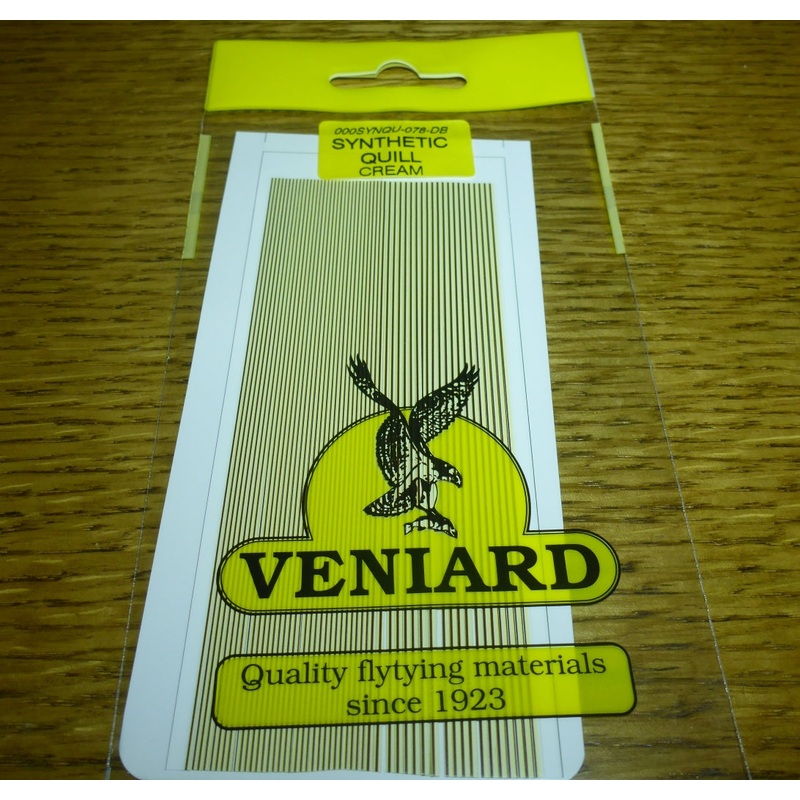 000SYNQU-078-DB
SYNTHETIC
QUILL
CREAM
VENIARD
Quality flytying materials
since 1923